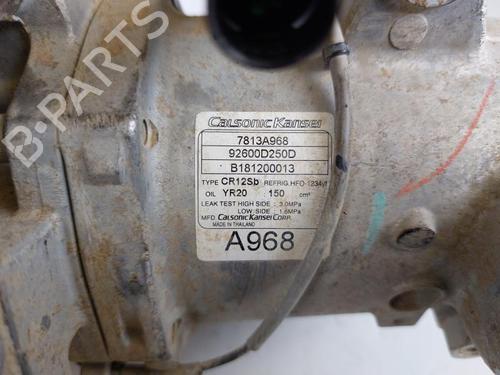 Calsonic Kansei
7813A968
92600D250D
B181200013
TYPE CR12Sb REFRIG.HFO-1234yf
OIL YR20 150 cm³
LEAK TEST HIGH SIDE : 3.0MPa
LOW SIDE : 1.6MPa
MFD. Calsonic Kansei CORP.
MADE IN THAILAND
A968
B-PARTS